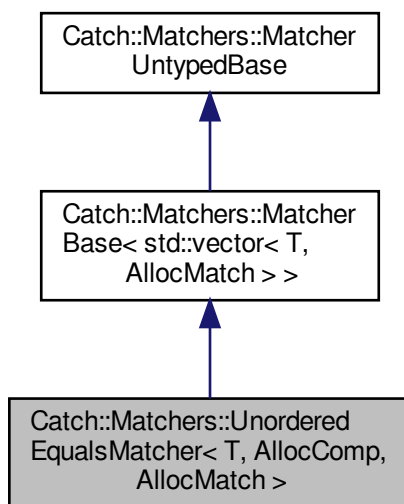 Catch::Matchers::Matcher
UntypedBase
Catch::Matchers::Matcher
Base< std::vector< T,
AllocMatch > >
Catch::Matchers::Unordered
EqualsMatcher< T, AllocComp,
AllocMatch >